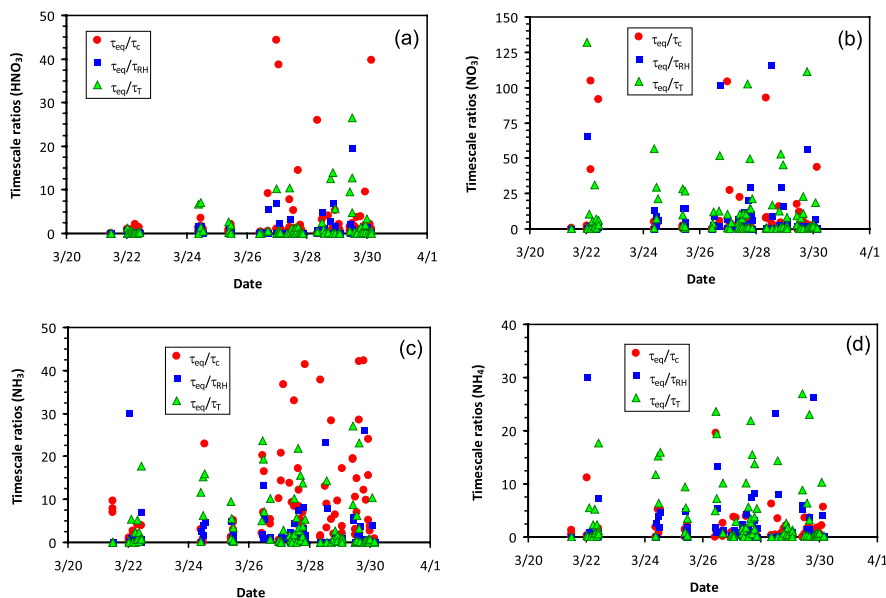 (a)
Timescale ratios (HNO₃)
50
40
30
20
10
0
τeq/τc
τeq/τRH
τeq/τT
3/20 3/22 3/24 3/26 3/28 3/30 4/1
Date
(b)
Timescale ratios (NO₃)
150
125
100
75
50
25
0
τeq/τc
τeq/τRH
τeq/τT
3/20 3/22 3/24 3/26 3/28 3/30 4/1
Date
(c)
Timescale ratios (NH₃)
50
40
30
20
10
0
τeq/τc
τeq/τRH
τeq/τT
3/20 3/22 3/24 3/26 3/28 3/30 4/1
Date
(d)
Timescale ratios (NH₄)
40
30
20
10
0
τeq/τc
τeq/τRH
τeq/τT
3/20 3/22 3/24 3/26 3/28 3/30 4/1
Date